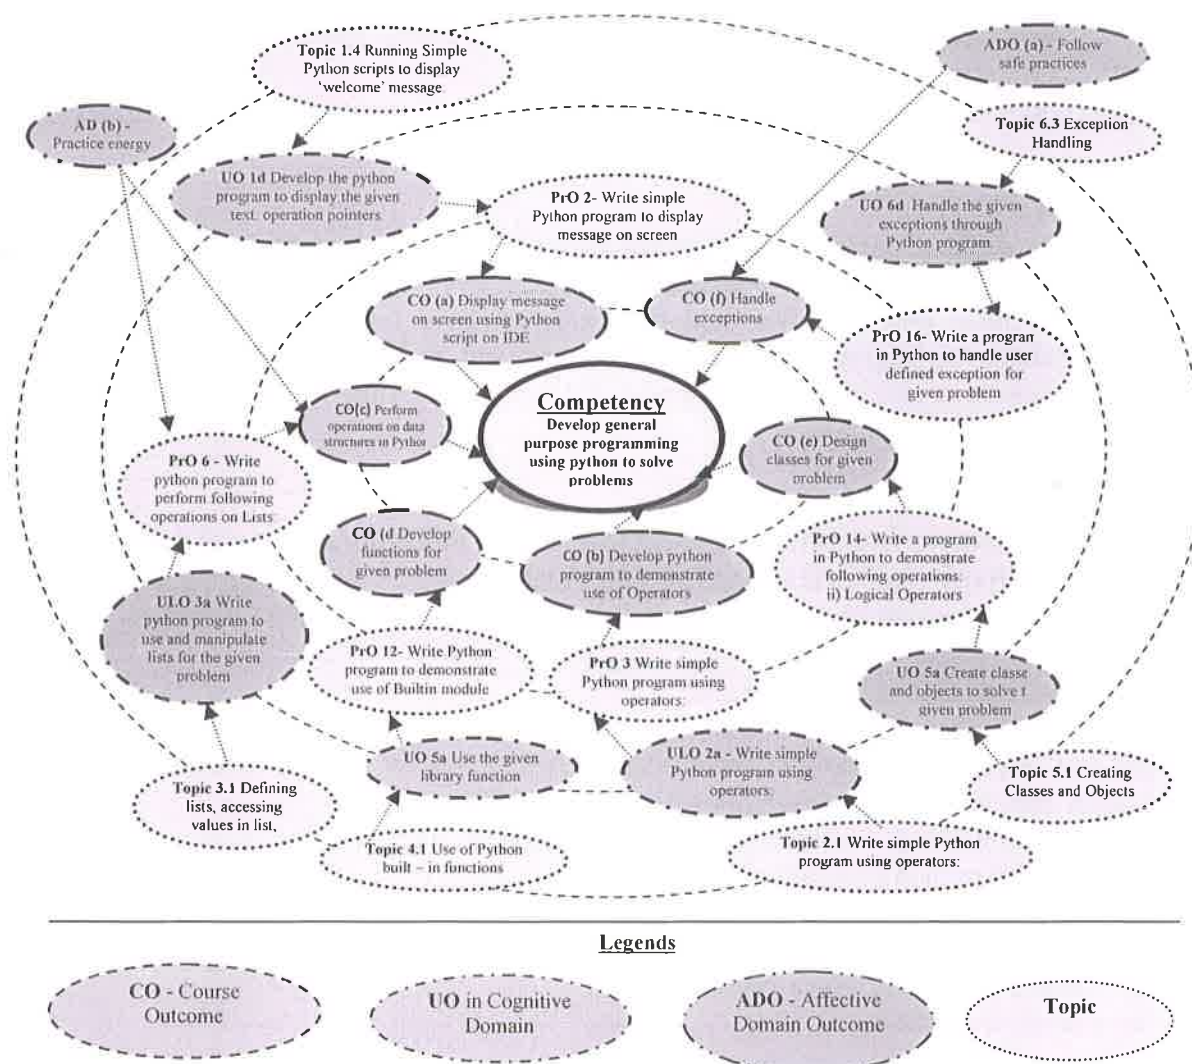 Topic 1.4 Running Simple
Python scripts to display
'welcome' message.
ADO (a) - Follow
safe practices
AD (b) -
Practice energy
Topic 6.3 Exception
Handling
UO 1d Develop the python
program to display the given
text. operation pointers
PrO 2- Write simple
Python program to display
message on screen
UO 6d Handle the given
exceptions through
Python program
CO (a) Display message
on screen using Python
script on IDE
CO (f) Handle
exceptions
PrO 16- Write a program
in Python to handle user
defined exception for
given problem
Competency
Develop general
purpose programming
using python to solve
problems
CO(c) Perform
operations on data
structures in Pythor
CO (e) Design
classes for given
problem
PrO 6 - Write
python program to
perform following
operations on Lists:
CO (d Develop
functions for
given problem
CO (b) Develop python
program to demonstrate
use of Operators
PrO 14- Write a program
in Python to demonstrate
following operations:
ii) Logical Operators
ULO 3a Write
python program to
use and manipulate
lists for the given
problem
PrO 12- Write Python
program to demonstrate
use of Builtin module
PrO 3 Write simple
Python program using
operators:
UO 5a Create classe
and objects to solve t
given problem
UO 5a Use the given
library function
ULO 2a - Write simple
Python program using
operators:
Topic 3.1 Defining
lists, accessing
values in list,
Topic 5.1 Creating
Classes and Objects
Topic 4.1 Use of Python
built – in functions
Topic 2.1 Write simple Python
program using operators:
Legends
CO - Course
Outcome
UO in Cognitive
Domain
ADO - Affective
Domain Outcome
Topic